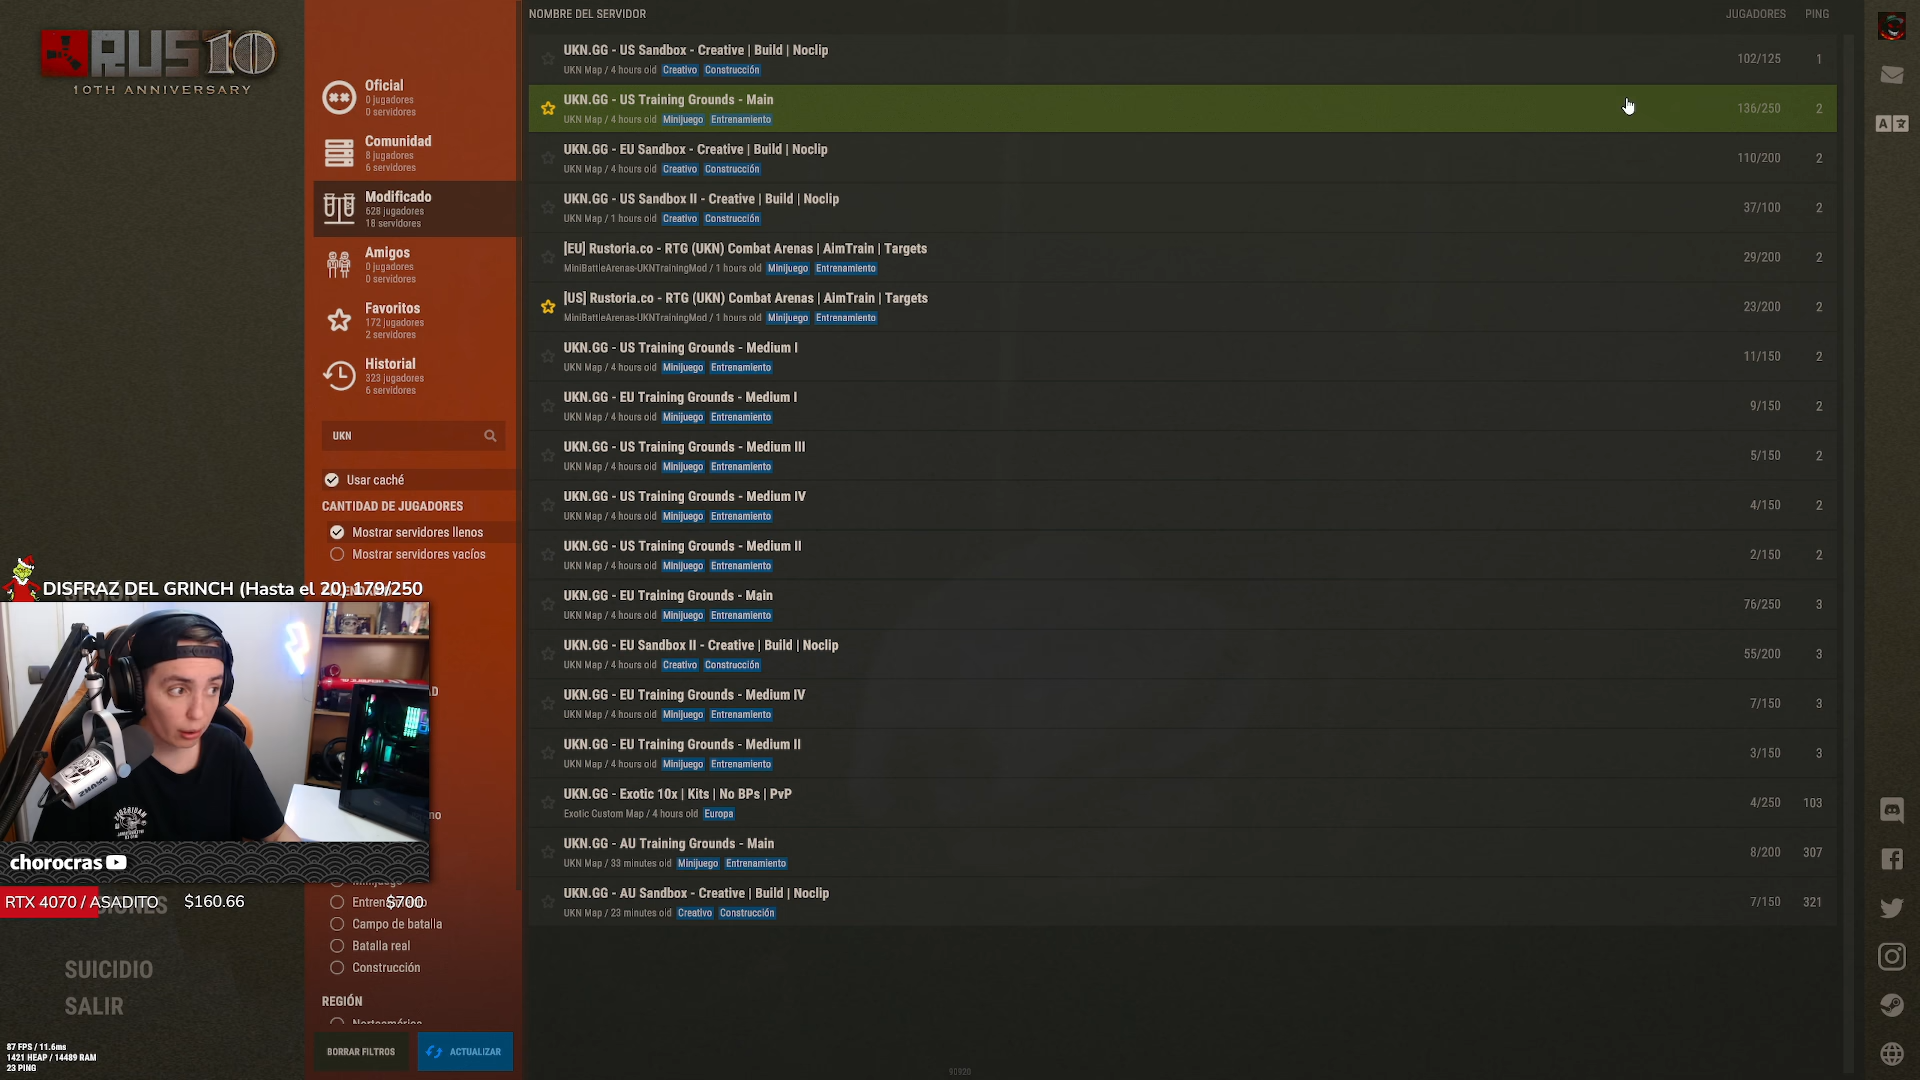 RUST 10
10TH ANNIVERSARY
Oficial
0 jugadores
0 servidores
Comunidad
8 jugadores
6 servidores
Modificado
628 jugadores
18 servidores
Amigos
0 jugadores
0 servidores
Favoritos
172 jugadores
2 servidores
Historial
323 jugadores
6 servidores
UKN
Usar caché
CANTIDAD DE JUGADORES
Mostrar servidores llenos
Mostrar servidores vacíos
DISFRAZ DEL GRINCH (Hasta el 20) 179/250
chorocras
RTX 4070 / ASADITO $160.66 $700
Entrenamiento
Campo de batalla
Batalla real
Construcción
REGIÓN
Norteamérica
SUICIDIO
SALIR
BORRAR FILTROS
ACTUALIZAR
87 FPS / 11.6ms
1421 HEAP / 14489 RAM
23 PING
NOMBRE DEL SERVIDOR JUGADORES PING
UKN.GG - US Sandbox - Creative | Build | Noclip 102/125 1
UKN Map / 4 hours old Creativo Construcción
UKN.GG - US Training Grounds - Main 136/250 2
UKN Map / 4 hours old Minijuego Entrenamiento
UKN.GG - EU Sandbox - Creative | Build | Noclip 110/200 2
UKN Map / 4 hours old Creativo Construcción
UKN.GG - US Sandbox II - Creative | Build | Noclip 37/100 2
UKN Map / 1 hours old Creativo Construcción
[EU] Rustoria.co - RTG (UKN) Combat Arenas | AimTrain | Targets 29/200 2
MiniBattleArenas-UKNTrainingMod / 1 hours old Minijuego Entrenamiento
[US] Rustoria.co - RTG (UKN) Combat Arenas | AimTrain | Targets 23/200 2
MiniBattleArenas-UKNTrainingMod / 1 hours old Minijuego Entrenamiento
UKN.GG - US Training Grounds - Medium I 11/150 2
UKN Map / 4 hours old Minijuego Entrenamiento
UKN.GG - EU Training Grounds - Medium I 9/150 2
UKN Map / 4 hours old Minijuego Entrenamiento
UKN.GG - US Training Grounds - Medium III 5/150 2
UKN Map / 4 hours old Minijuego Entrenamiento
UKN.GG - US Training Grounds - Medium IV 4/150 2
UKN Map / 4 hours old Minijuego Entrenamiento
UKN.GG - US Training Grounds - Medium II 2/150 2
UKN Map / 4 hours old Minijuego Entrenamiento
UKN.GG - EU Training Grounds - Main 76/250 3
UKN Map / 4 hours old Minijuego Entrenamiento
UKN.GG - EU Sandbox II - Creative | Build | Noclip 55/200 3
UKN Map / 4 hours old Creativo Construcción
UKN.GG - EU Training Grounds - Medium IV 7/150 3
UKN Map / 4 hours old Minijuego Entrenamiento
UKN.GG - EU Training Grounds - Medium II 3/150 3
UKN Map / 4 hours old Minijuego Entrenamiento
UKN.GG - Exotic 10x | Kits | No BPs | PvP 4/250 103
Exotic Custom Map / 4 hours old Europa
UKN.GG - AU Training Grounds - Main 8/200 307
UKN Map / 33 minutes old Minijuego Entrenamiento
UKN.GG - AU Sandbox - Creative | Build | Noclip 7/150 321
UKN Map / 23 minutes old Creativo Construcción
90920